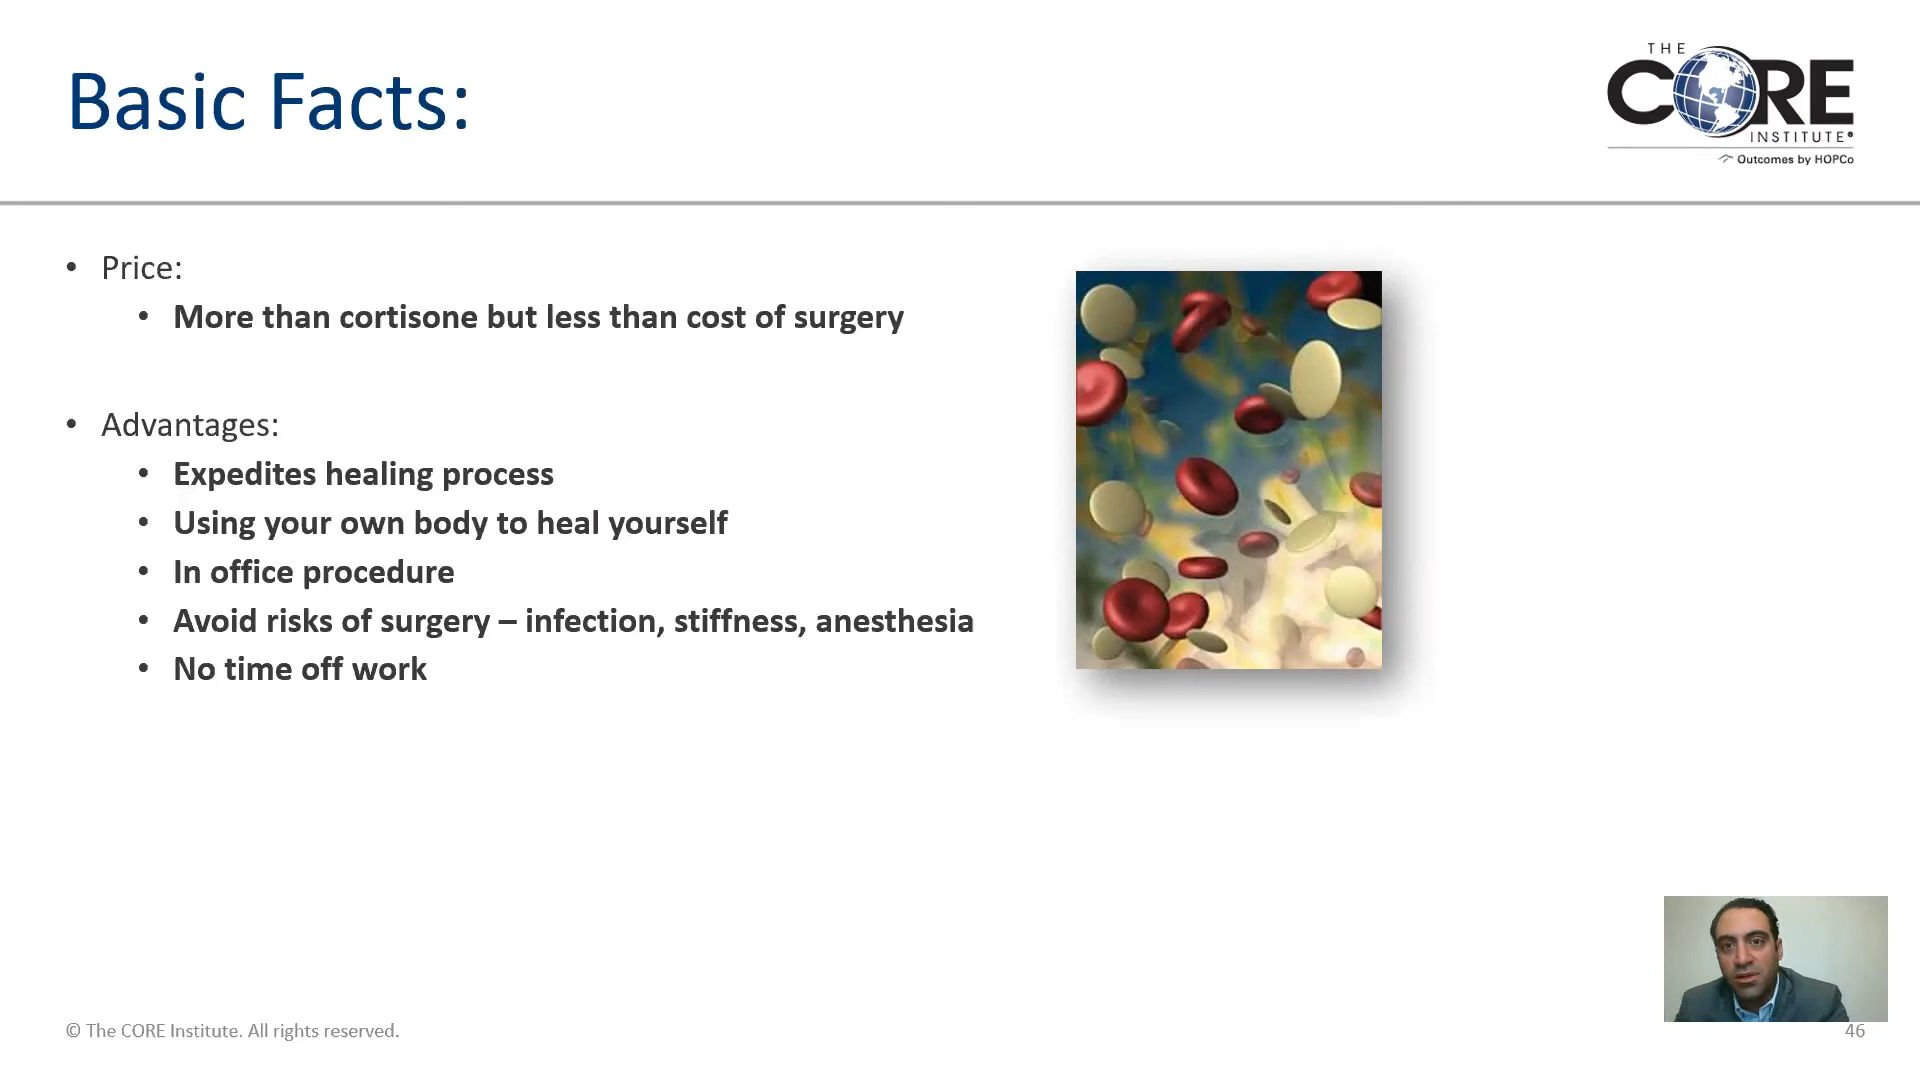 Basic Facts:
THE
CORE
INSTITUTE®
Outcomes by HOPCo
• Price:
• More than cortisone but less than cost of surgery
• Advantages:
• Expedites healing process
• Using your own body to heal yourself
• In office procedure
• Avoid risks of surgery – infection, stiffness, anesthesia
• No time off work
© The CORE Institute. All rights reserved.
46